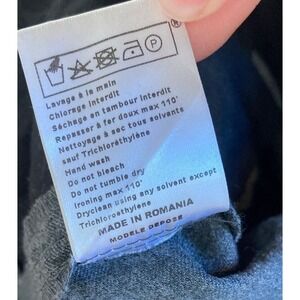 ®
P
Lavage à la main
Chlorage interdit
Séchage en tambour interdit
Repasser à fer doux max 110°
Nettoyage à sec tous solvants
sauf Trichloréthylène
Hand wash
Do not bleach
Do not tumble dry
Ironing max 110°
Dryclean using any solvent except
Trichloroethylene
MADE IN ROMANIA
MODELE DEPOSE